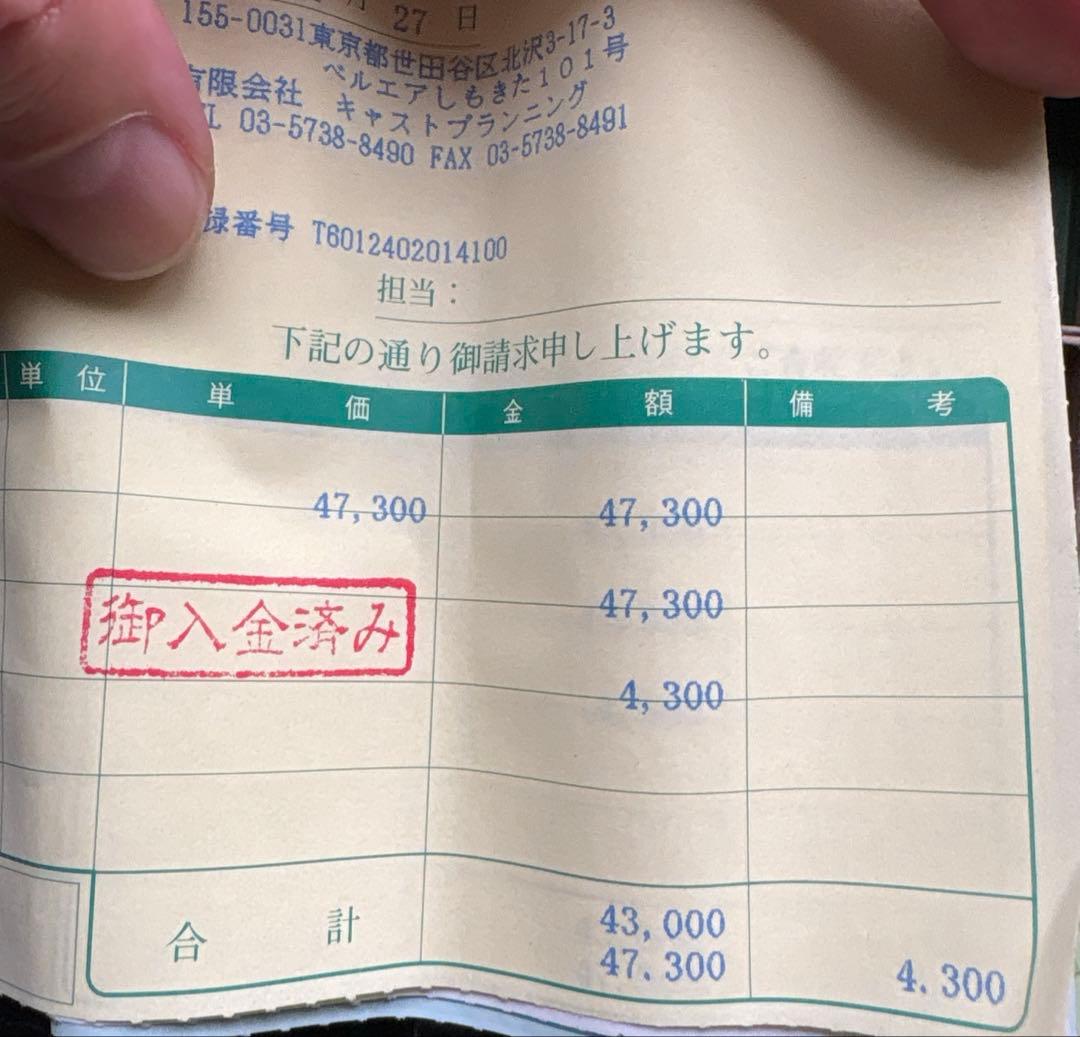 27 日
155-0031東京都世田谷区北沢3-17-3
ベルエアしもきた101号
有限会社 キャストプランニング
TEL 03-5738-8490 FAX 03-5738-8491
録番号 T6012402014100
担当:
下記の通り御請求申し上げます。
単位 単価 金額 備考
47,300 47,300
47,300
御入金済み
4,300
合計 43,000
47.300 4.300